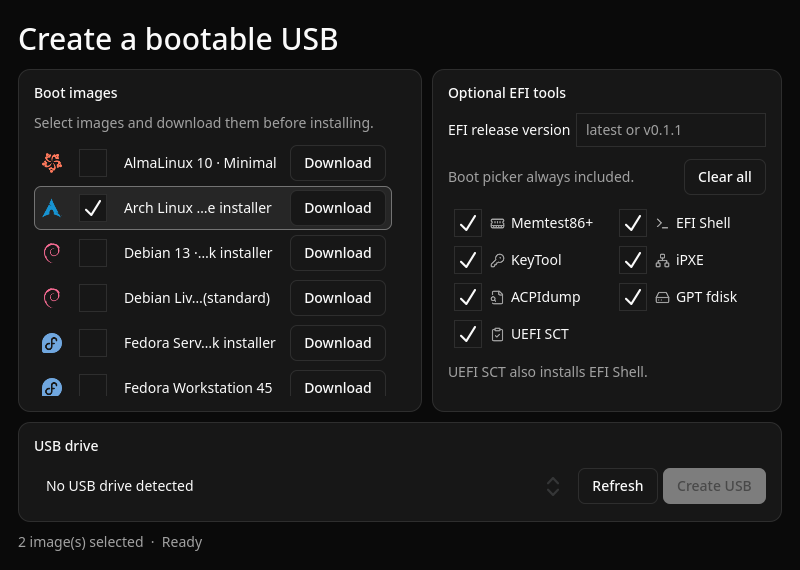 Create a bootable USB
Boot images
Select images and download them before installing.
AlmaLinux 10 · Minimal Download
Arch Linux ...e installer Download
Debian 13 ·...k installer Download
Debian Liv...(standard) Download
Fedora Serv...k installer Download
Fedora Workstation 45 Download
Optional EFI tools
EFI release version latest or v0.1.1
Boot picker always included. Clear all
Memtest86+ EFI Shell
KeyTool iPXE
ACPIdump GPT fdisk
UEFI SCT
UEFI SCT also installs EFI Shell.
USB drive
No USB drive detected Refresh Create USB
2 image(s) selected · Ready